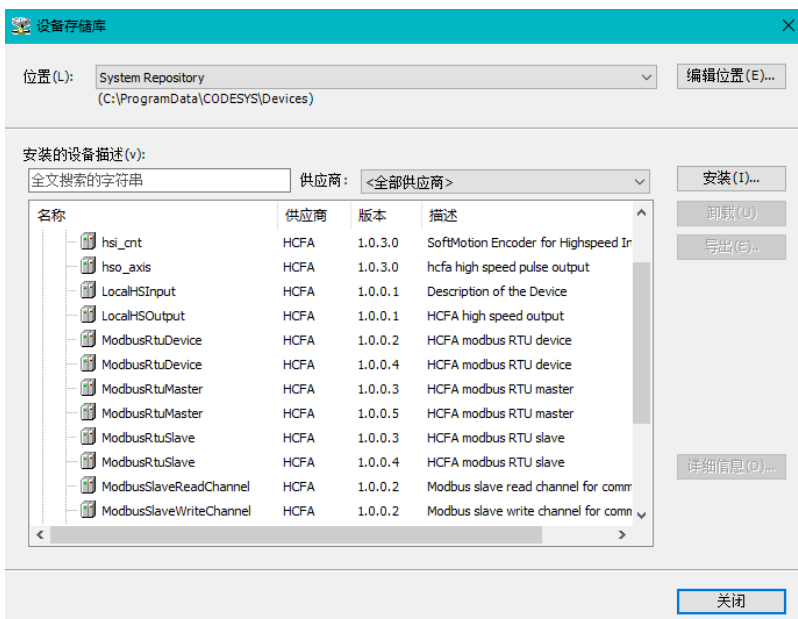 设备存储库
位置(L): System Repository 编辑位置(E)...
(C:\ProgramData\CODESYS\Devices)
安装的设备描述(v):
全文搜索的字符串 供应商: <全部供应商> 安装(I)...
名称 供应商 版本 描述 卸载(U)
hsi_cnt HCFA 1.0.3.0 SoftMotion Encoder for Highspeed In
导出(E)..
hso_axis HCFA 1.0.3.0 hcfa high speed pulse output
LocalHSInput HCFA 1.0.0.1 Description of the Device
LocalHSOutput HCFA 1.0.0.1 HCFA high speed output
ModbusRtuDevice HCFA 1.0.0.2 HCFA modbus RTU device
ModbusRtuDevice HCFA 1.0.0.4 HCFA modbus RTU device
ModbusRtuMaster HCFA 1.0.0.3 HCFA modbus RTU master
ModbusRtuMaster HCFA 1.0.0.5 HCFA modbus RTU master
ModbusRtuSlave HCFA 1.0.0.3 HCFA modbus RTU slave
ModbusRtuSlave HCFA 1.0.0.4 HCFA modbus RTU slave 详细信息(D)...
ModbusSlaveReadChannel HCFA 1.0.0.2 Modbus slave read channel for comm
ModbusSlaveWriteChannel HCFA 1.0.0.2 Modbus slave write channel for comm
关闭